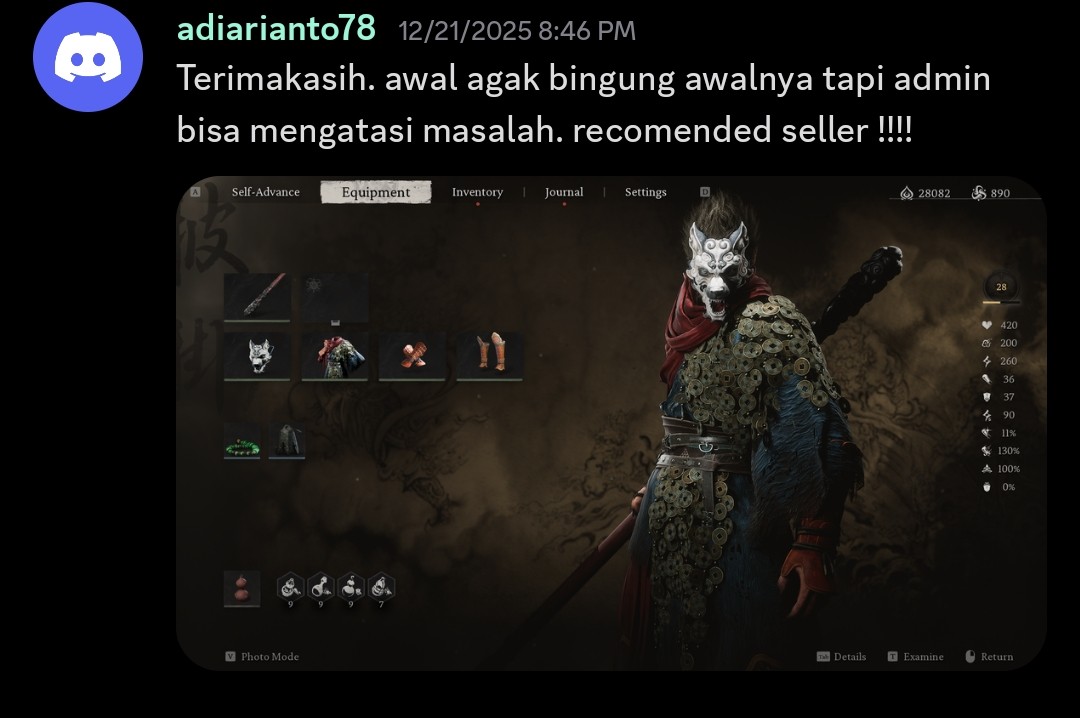 adiarianto78 12/21/2025 8:46 PM
Terimakasih. awal agak bingung awalnya tapi admin
bisa mengatasi masalah. recomended seller !!!!
A Self-Advance Equipment Inventory Journal Settings D 28082 890
28
420
200
260
36
37
90
11%
130%
100%
0%
9 9 9 7
V Photo Mode Tab Details T Examine Return